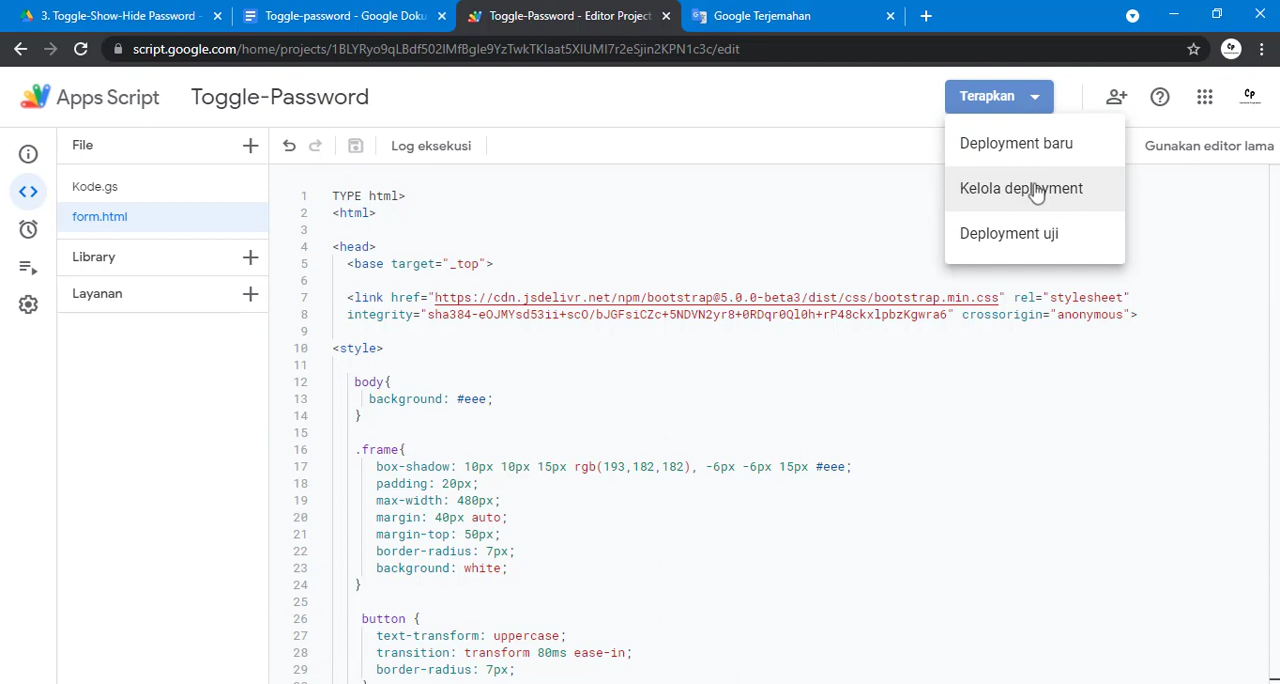 3. Toggle-Show-Hide Password -
Toggle-password - Google Doku
Toggle-Password - Editor Project
Google Terjemahan
script.google.com/home/projects/1BLYRyo9qLBdf502IMfBgle9YzTwkTKlaat5XIUMI7r2eSjin2KPN1c3c/edit
Apps Script
Toggle-Password
Terapkan
Cp
File
Log eksekusi
Deployment baru
Gunakan editor lama
Kode.gs
Kelola deployment
form.html
Deployment uji
Library
Layanan
1 TYPE html>
2 <html>
3
4 <head>
5 <base target="_top">
6
7 <link href="https://cdn.jsdelivr.net/npm/bootstrap@5.0.0-beta3/dist/css/bootstrap.min.css" rel="stylesheet"
8 integrity="sha384-eOJMYsd53ii+scO/bJGFsiCZc+5NDVN2yr8+0RDqr0Ql0h+rP48ckxlpbzKgwra6" crossorigin="anonymous">
9
10 <style>
11
12 body{
13 background: #eee;
14 }
15
16 .frame{
17 box-shadow: 10px 10px 15px rgb(193,182,182), -6px -6px 15px #eee;
18 padding: 20px;
19 max-width: 480px;
20 margin: 40px auto;
21 margin-top: 50px;
22 border-radius: 7px;
23 background: white;
24 }
25
26 button {
27 text-transform: uppercase;
28 transition: transform 80ms ease-in;
29 border-radius: 7px;